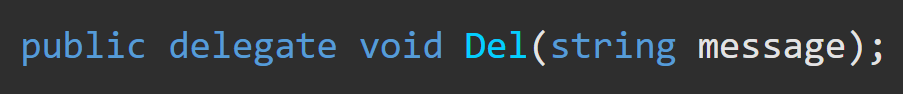 public delegate void Del(string message);